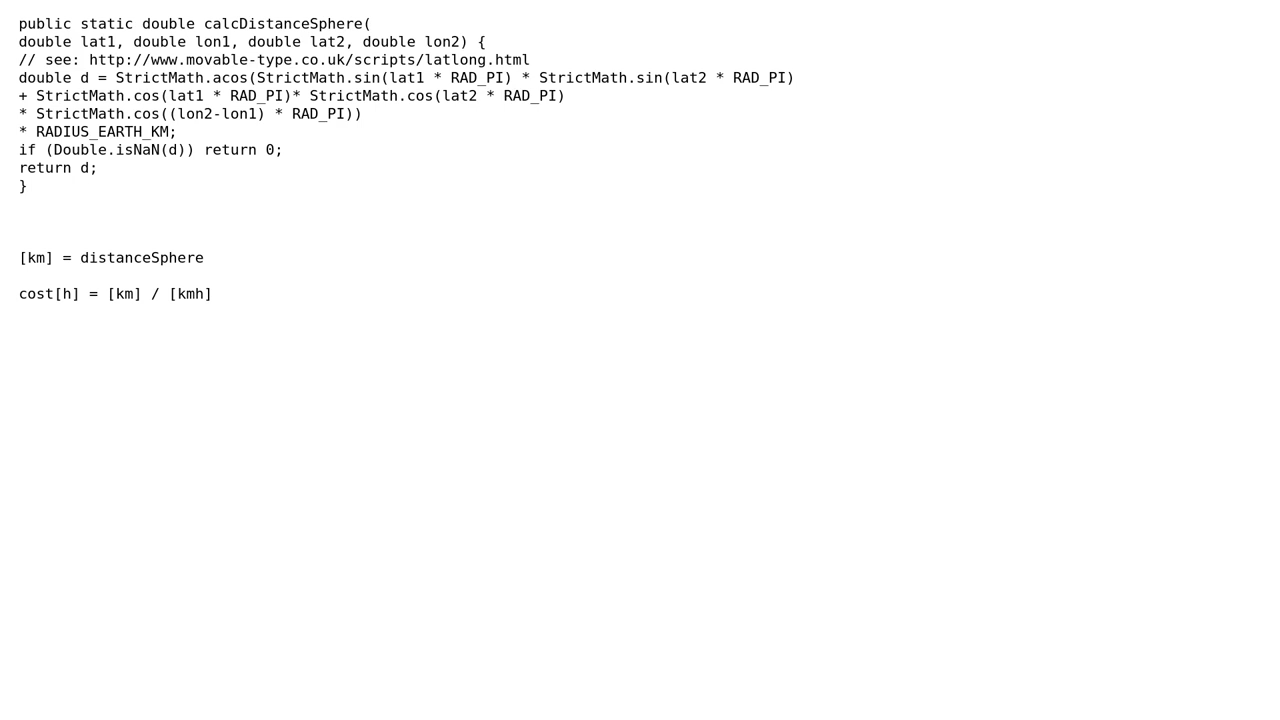 public static double calcDistanceSphere(
double lat1, double lon1, double lat2, double lon2) {
// see: http://www.movable-type.co.uk/scripts/latlong.html
double d = StrictMath.acos(StrictMath.sin(lat1 * RAD_PI) * StrictMath.sin(lat2 * RAD_PI)
+ StrictMath.cos(lat1 * RAD_PI)* StrictMath.cos(lat2 * RAD_PI)
* StrictMath.cos((lon2-lon1) * RAD_PI))
* RADIUS_EARTH_KM;
if (Double.isNaN(d)) return 0;
return d;
}
[km] = distanceSphere
cost[h] = [km] / [kmh]